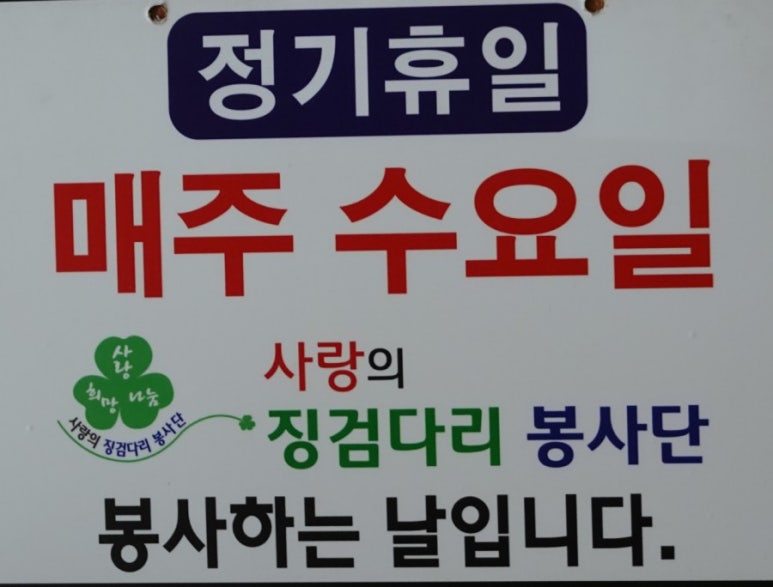 정기휴일
매주 수요일
사랑
희망 나눔
사랑의 징검다리 봉사단
사랑의
징검다리 봉사단
봉사하는 날입니다.